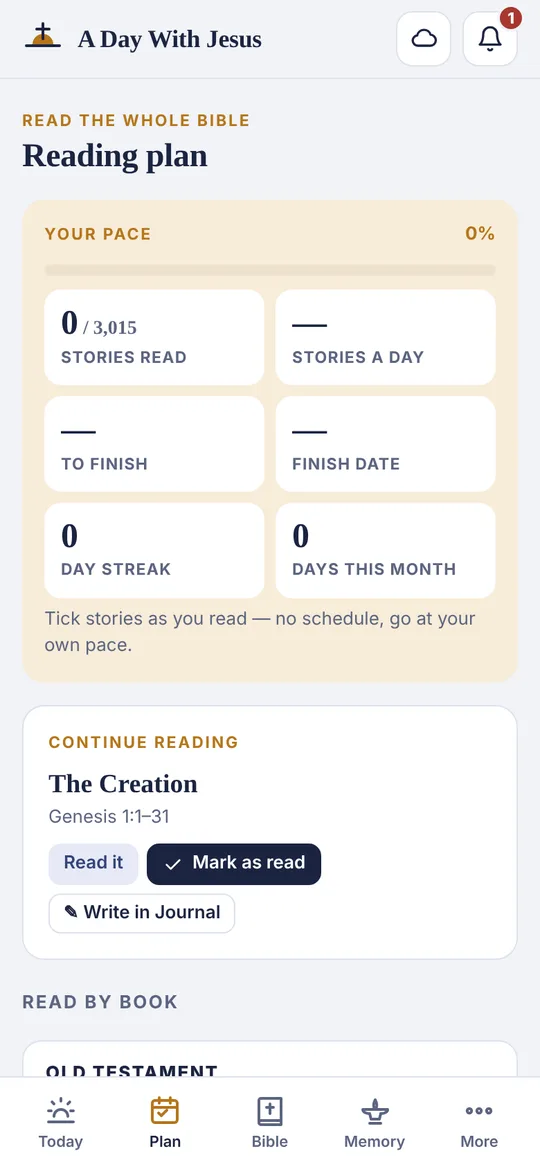 A Day With Jesus
1
READ THE WHOLE BIBLE
Reading plan
YOUR PACE
0%
0 / 3,015
STORIES READ
—
STORIES A DAY
—
TO FINISH
—
FINISH DATE
0
DAY STREAK
0
DAYS THIS MONTH
Tick stories as you read — no schedule, go at your
own pace.
CONTINUE READING
The Creation
Genesis 1:1–31
Read it
✓ Mark as read
✎ Write in Journal
READ BY BOOK
OLD TESTAMENT
Today
Plan
Bible
Memory
More